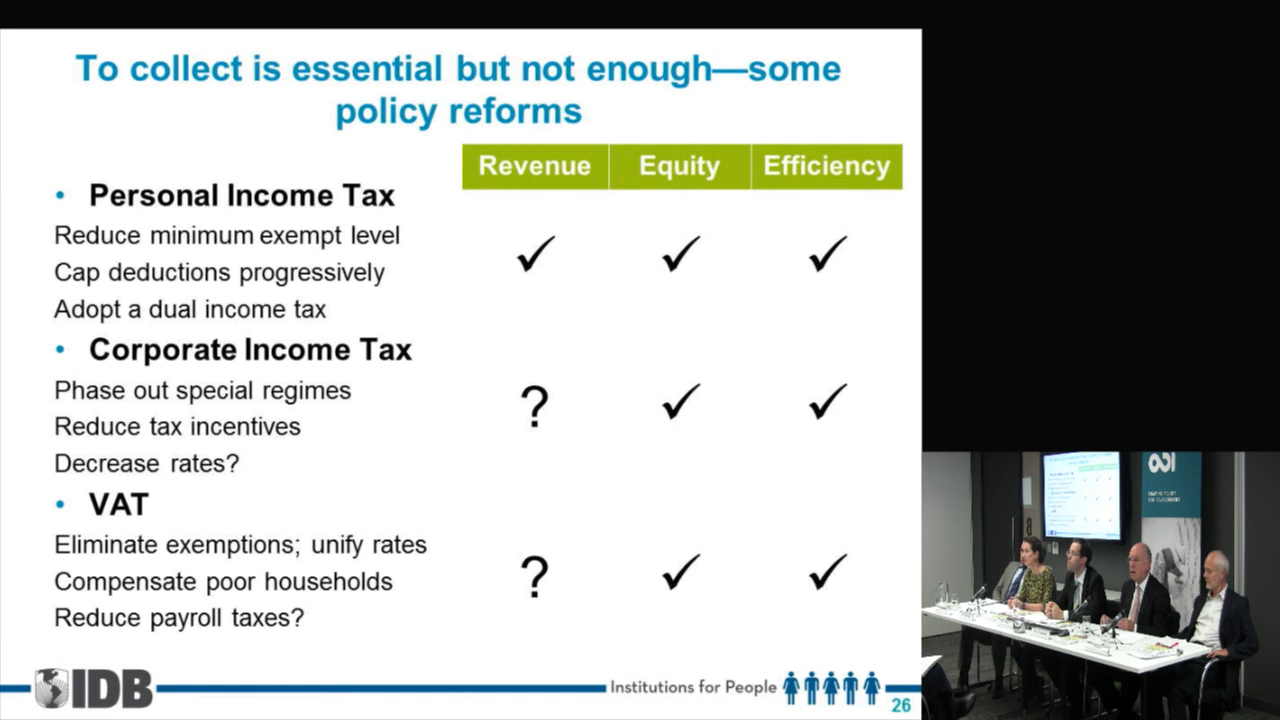 To collect is essential but not enough—some
policy reforms
Revenue Equity Efficiency
• Personal Income Tax
Reduce minimum exempt level
Cap deductions progressively
Adopt a dual income tax
• Corporate Income Tax
Phase out special regimes
? 
Reduce tax incentives
Decrease rates?
• VAT
Eliminate exemptions; unify rates
?
Compensate poor households
Reduce payroll taxes?
IDB
Institutions for People
26